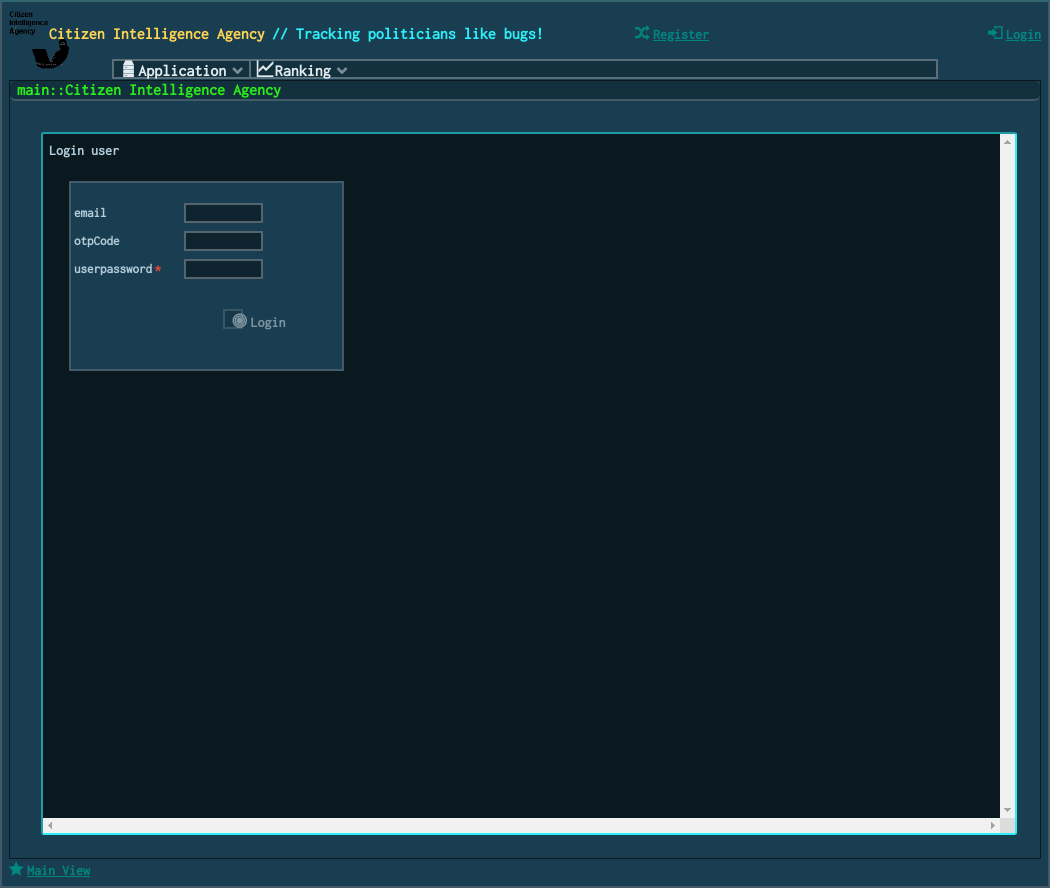 Citizen
Intelligence
Agency
Citizen Intelligence Agency // Tracking politicians like bugs!
Register
Login
Application
Ranking
main::Citizen Intelligence Agency
Login user
email
otpCode
userpassword*
Login
Main View